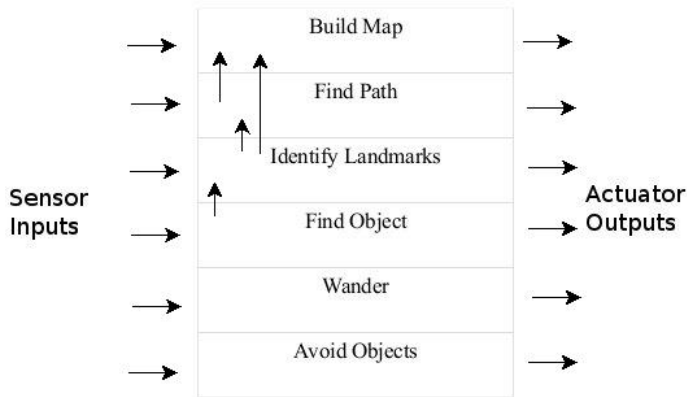 Build Map
Find Path
Identify Landmarks
Find Object
Wander
Avoid Objects
Sensor
Inputs
Actuator
Outputs